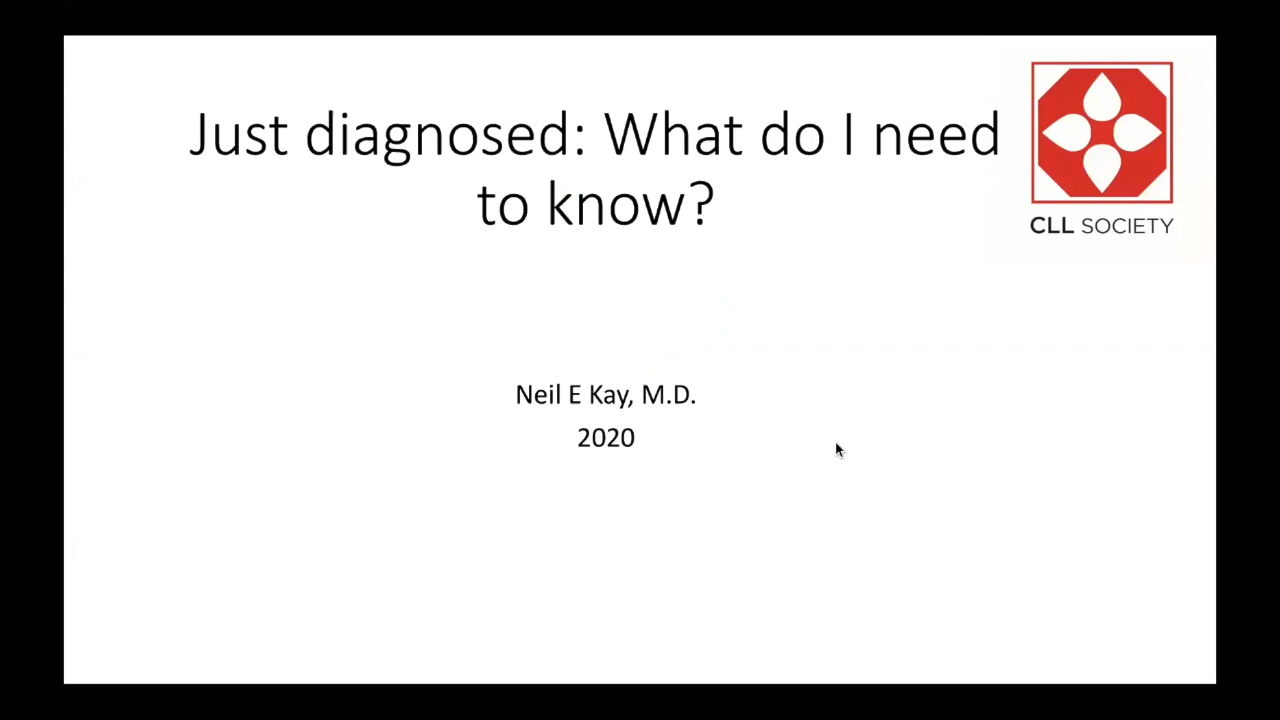 Just diagnosed: What do I need
to know?
CLL SOCIETY
Neil E Kay, M.D.
2020